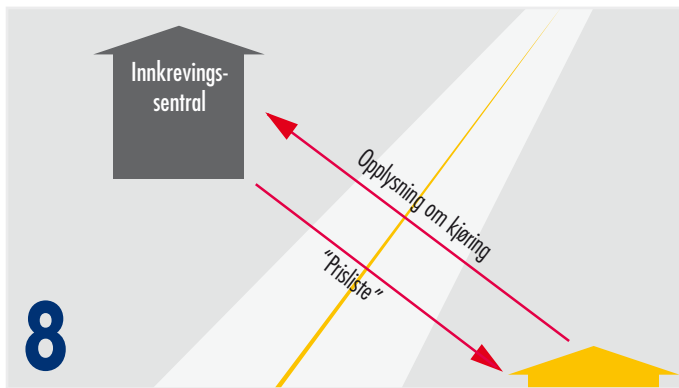 Innkrevings-
sentral
Opplysning om kjøring
“Prisliste”
8